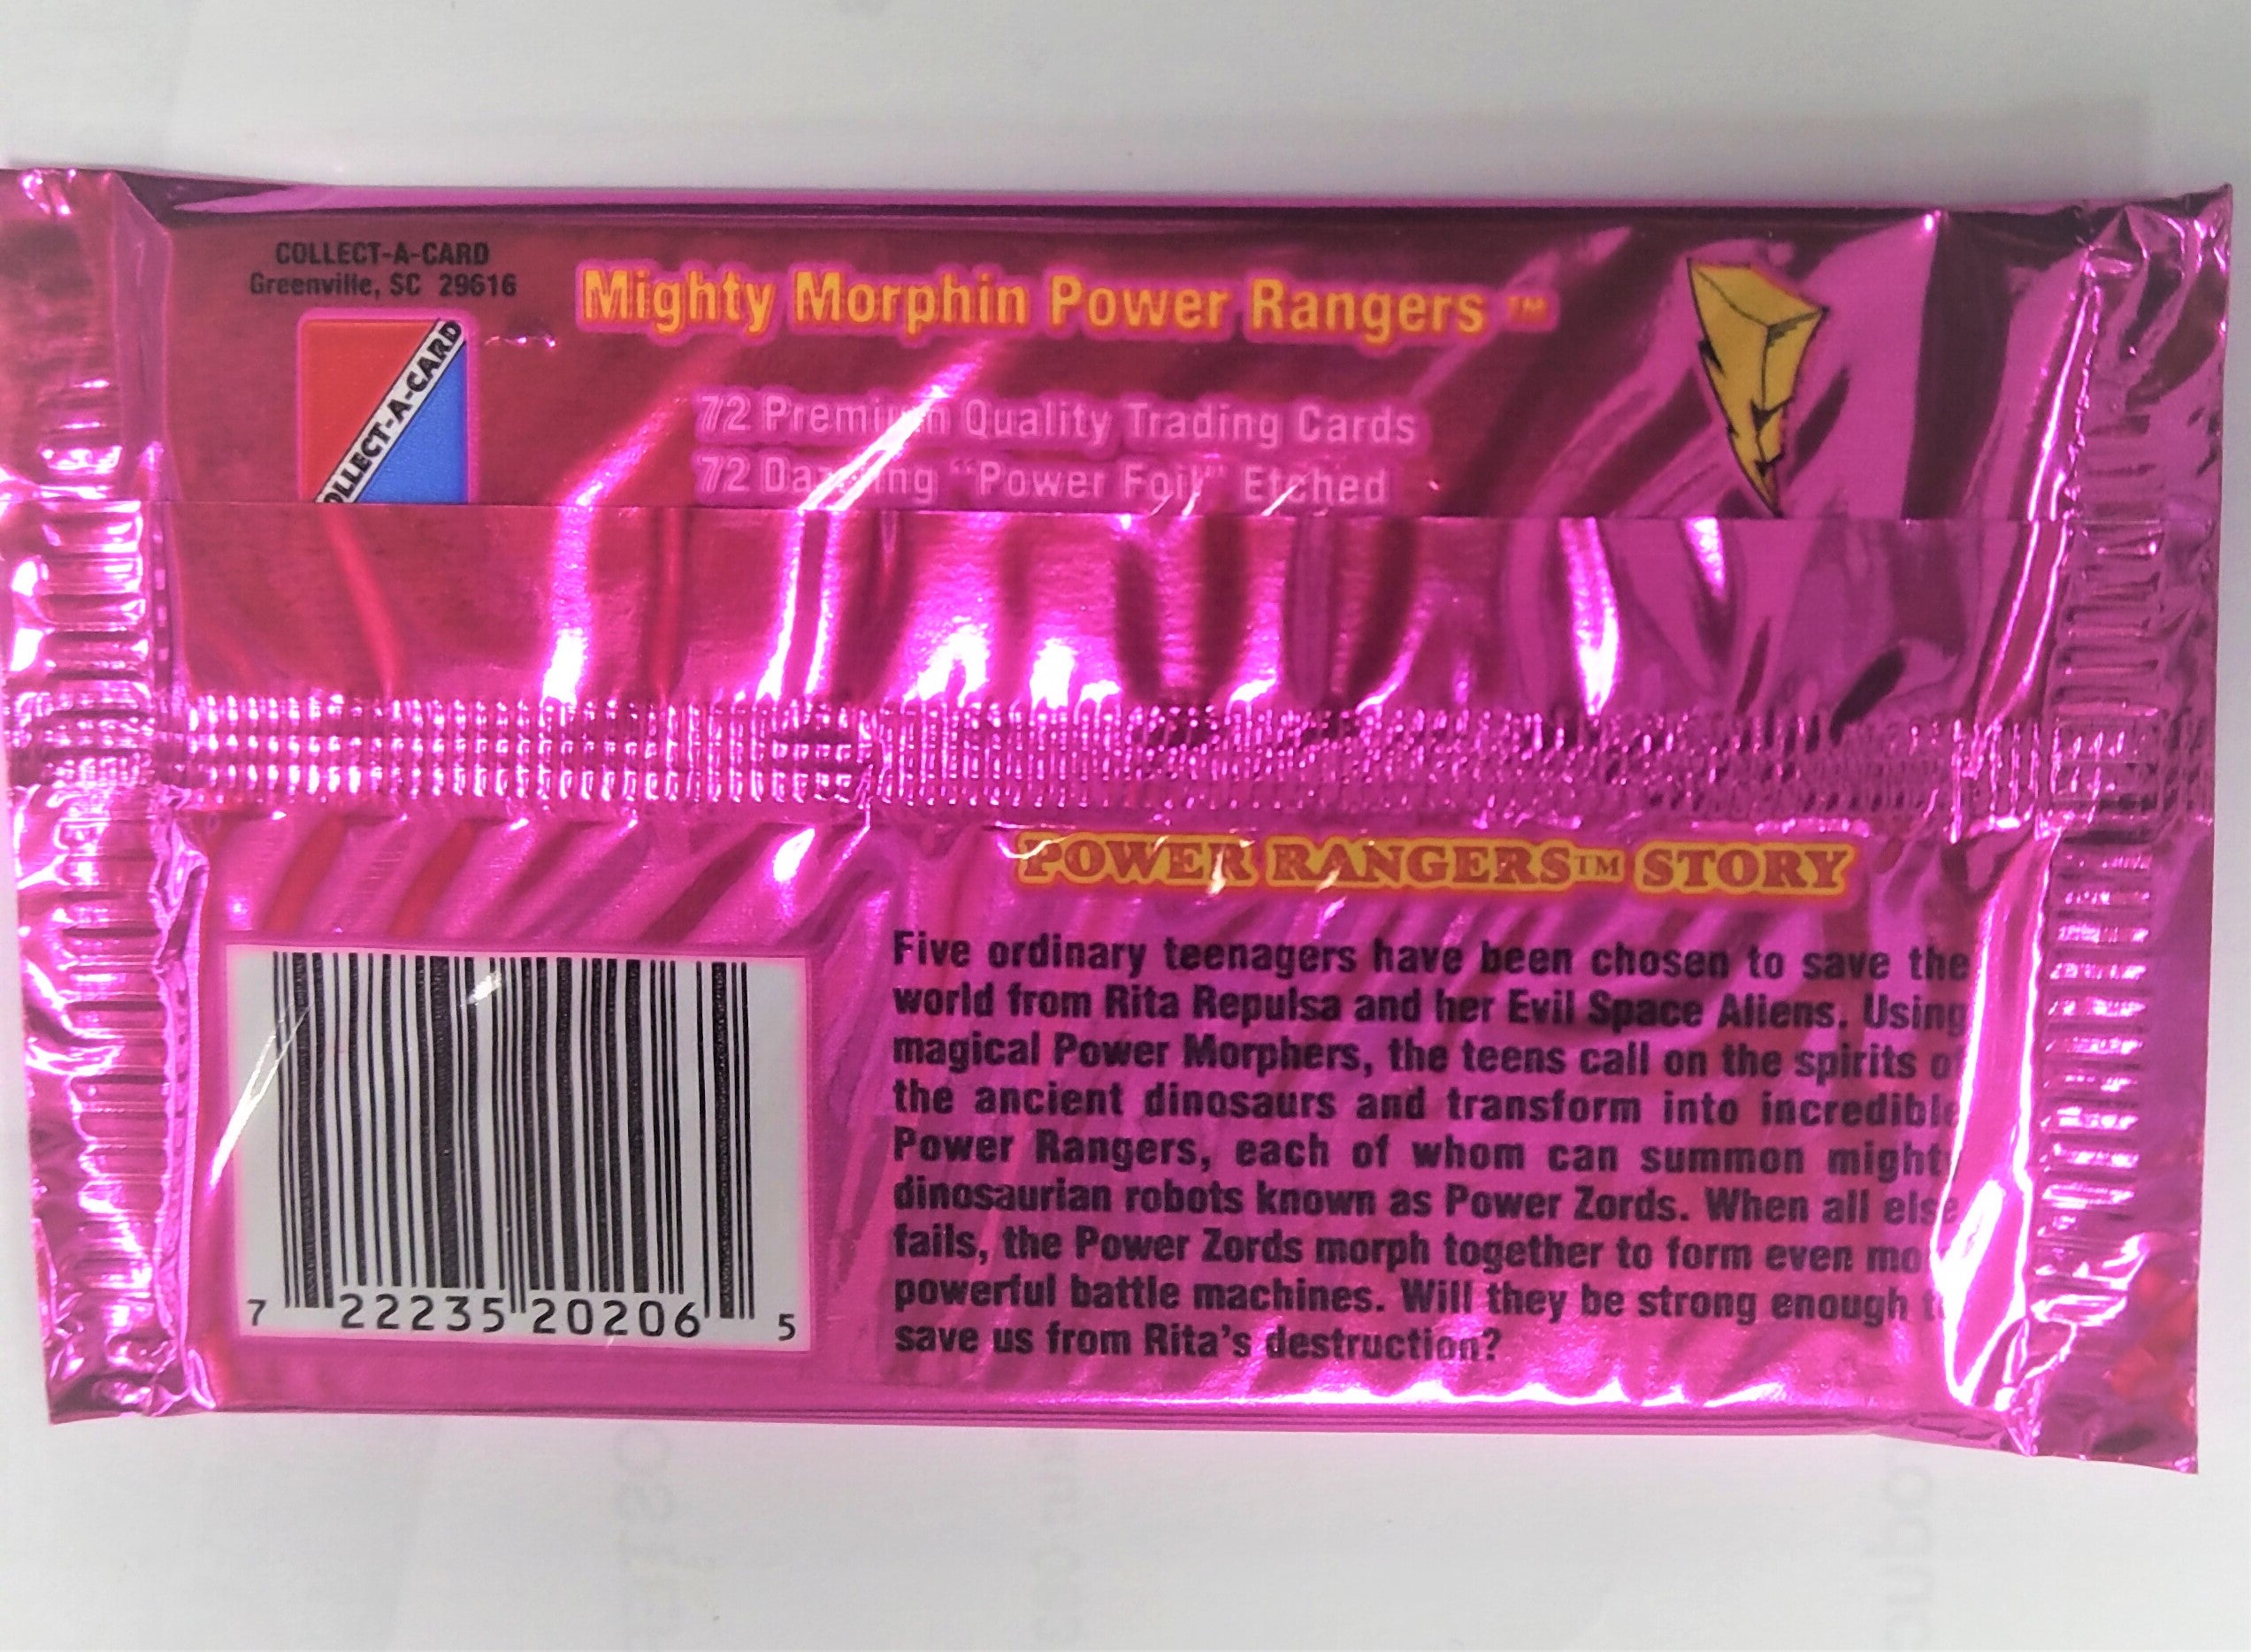 COLLECT-A-CARD
Greenville, SC 29616
OLLECT-A-CARD
Mighty Morphin Power Rangers ™
72 Premium Quality Trading Cards
72 Dazzling "Power Foil" Etched
POWER RANGERS™ STORY
Five ordinary teenagers have been chosen to save the
world from Rita Repulsa and her Evil Space Aliens. Using
magical Power Morphers, the teens call on the spirits of
the ancient dinosaurs and transform into incredible
Power Rangers, each of whom can summon might
dinosaurian robots known as Power Zords. When all else
fails, the Power Zords morph together to form even mo
powerful battle machines. Will they be strong enough t
save us from Rita's destruction?
7 22235 20206 5